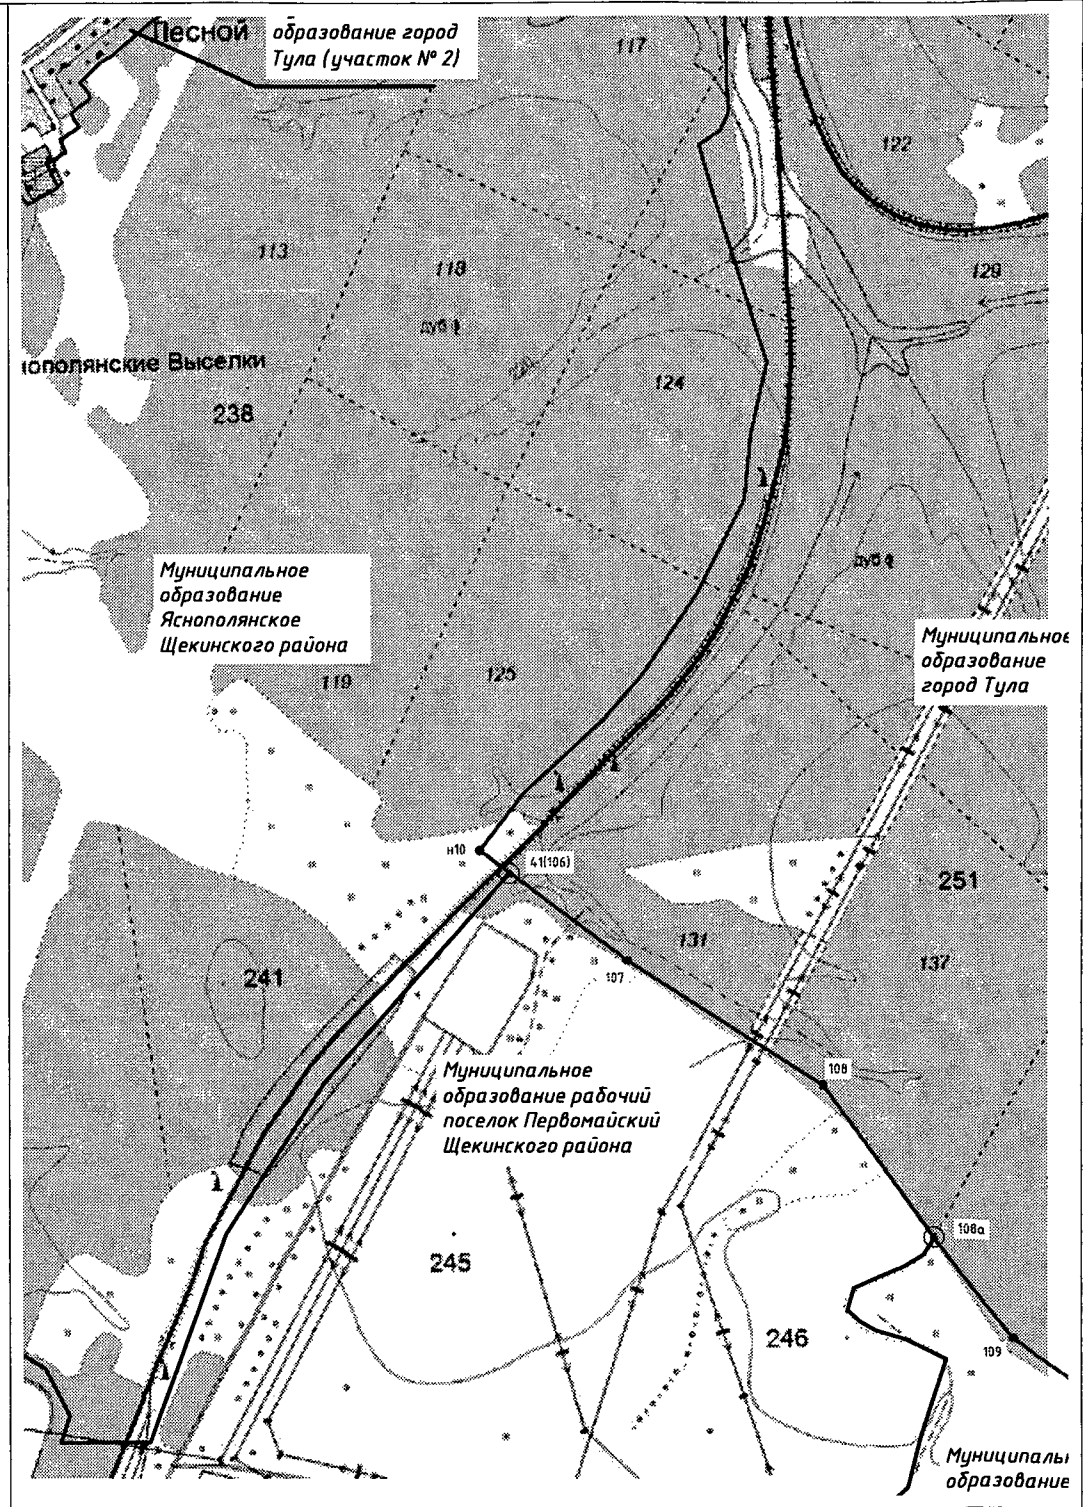 Лесной
образование город
Тула (участок № 2)
117
122
113
118
129
дуб ф
нополянские Выселки
124
238
дуб ф
Муниципальное
образование
Яснополянское
Щекинского района
Муниципальное
образование
город Тула
119
125
н10
41(106)
251
131
137
107
241
108
Муниципальное
образование рабочий
поселок Первомайский
Щекинского района
108а
245
246
109
Муниципаль
образование